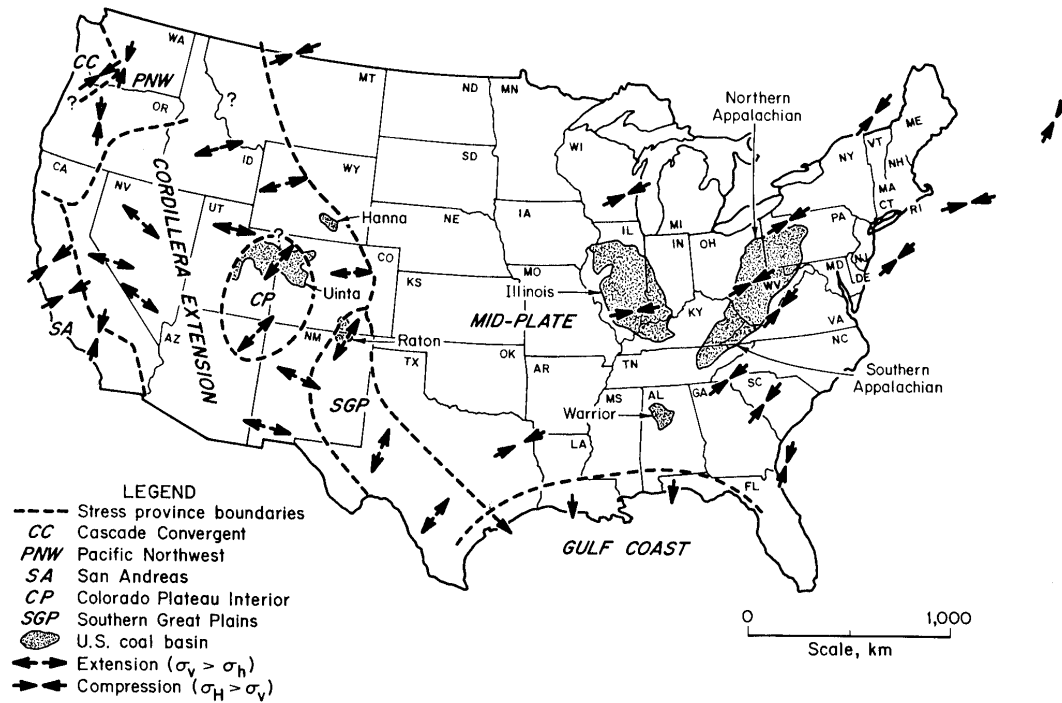 WA
CC
PNW
?
OR
?
MT
ND
MN
Northern
Appalachian
ME
VT
NY
NH
MA
CT
RI
WI
MI
ID
WY
SD
CA
NV
UT
CORDILLERA
EXTENSION
Hanna
?
NE
IA
IL
IN
OH
PA
NJ
MD
DE
CO
Uinta
CP
KS
MO
Illinois
WV
VA
KY
MID-PLATE
SA
AZ
NM
Raton
TX
OK
AR
TN
NC
Southern
Appalachian
SGP
MS
AL
GA
SC
Warrior
LA
FL
GULF COAST
LEGEND
Stress province boundaries
CC Cascade Convergent
PNW Pacific Northwest
SA San Andreas
CP Colorado Plateau Interior
SGP Southern Great Plains
U.S. coal basin
Extension (σv > σh)
Compression (σH > σv)
0 1,000
Scale, km